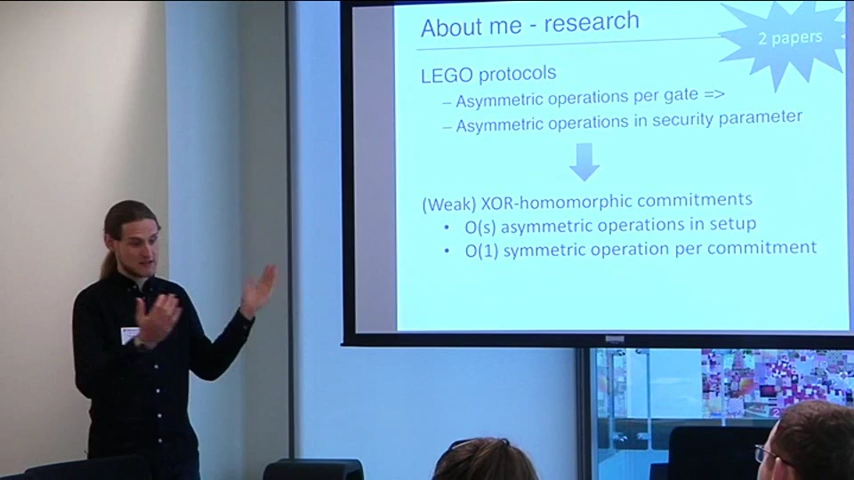 About me - research
2 papers
LEGO protocols
– Asymmetric operations per gate =>
– Asymmetric operations in security parameter
(Weak) XOR-homomorphic commitments
• O(s) asymmetric operations in setup
• O(1) symmetric operation per commitment